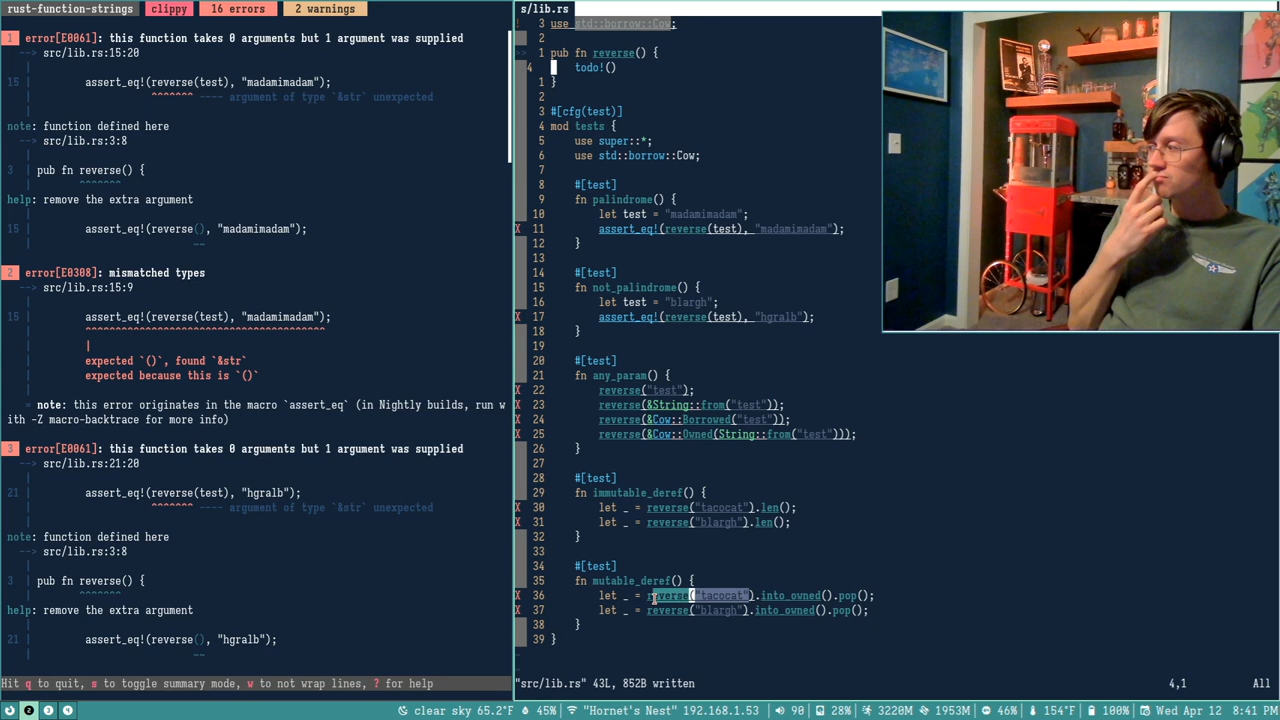 rust-function-strings clippy 16 errors 2 warnings
1 error[E0061]: this function takes 0 arguments but 1 argument was supplied
--> src/lib.rs:15:20
|
15 | assert_eq!(reverse(test), "madamimadam");
| ^^^^^^^ ---- argument of type `&str` unexpected
|
note: function defined here
--> src/lib.rs:3:8
|
3 | pub fn reverse() {
| ^^^^^^^
help: remove the extra argument
|
15 | assert_eq!(reverse(), "madamimadam");
| ~~
2 error[E0308]: mismatched types
--> src/lib.rs:15:9
|
15 | assert_eq!(reverse(test), "madamimadam");
| ^^^^^^^^^^^^^^^^^^^^^^^^^^^^^^^^^^^^^^^^
| |
| expected `()`, found `&str`
| expected because this is `()`
|
= note: this error originates in the macro `assert_eq` (in Nightly builds, run w
ith -Z macro-backtrace for more info)
3 error[E0061]: this function takes 0 arguments but 1 argument was supplied
--> src/lib.rs:21:20
|
21 | assert_eq!(reverse(test), "hgralb");
| ^^^^^^^ ---- argument of type `&str` unexpected
|
note: function defined here
--> src/lib.rs:3:8
|
3 | pub fn reverse() {
| ^^^^^^^
help: remove the extra argument
|
21 | assert_eq!(reverse(), "hgralb");
| ~~
Hit q to quit, s to toggle summary mode, w to not wrap lines, ? for help
s/lib.rs
! 3 use std::borrow::Cow;
2
>> 1 pub fn reverse() {
4 todo!()
1 }
2
3 #[cfg(test)]
4 mod tests {
5 use super::*;
6 use std::borrow::Cow;
7
8 #[test]
9 fn palindrome() {
10 let test = "madamimadam";
X 11 assert_eq!(reverse(test), "madamimadam");
12 }
13
14 #[test]
15 fn not_palindrome() {
16 let test = "blargh";
X 17 assert_eq!(reverse(test), "hgralb");
18 }
19
20 #[test]
21 fn any_param() {
X 22 reverse("test");
X 23 reverse(&String::from("test"));
X 24 reverse(&Cow::Borrowed("test"));
X 25 reverse(&Cow::Owned(String::from("test")));
26 }
27
28 #[test]
29 fn immutable_deref() {
X 30 let _ = reverse("tacocat").len();
X 31 let _ = reverse("blargh").len();
32 }
33
34 #[test]
35 fn mutable_deref() {
X 36 let _ = reverse("tacocat").into_owned().pop();
X 37 let _ = reverse("blargh").into_owned().pop();
38 }
39 }
~
~
"src/lib.rs" 43L, 852B written 4,1 All
2 3 4 clear sky 65.2°F 45% "Hornet's Nest" 192.168.1.53 90 28% 3220M 1953M 46% 154°F 100% Wed Apr 12 8:41 PM